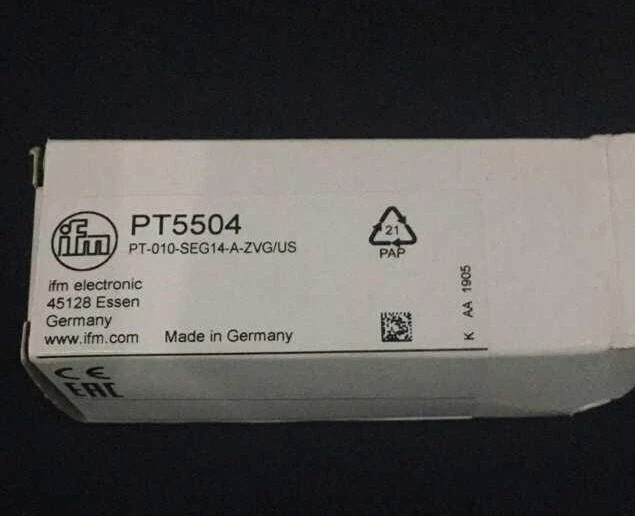 ifm
PT5504
PT-010-SEG14-A-ZVG/US
ifm electronic
45128 Essen
Germany
www.ifm.com Made in Germany
21
PAP
K AA 1905
CE
EAC